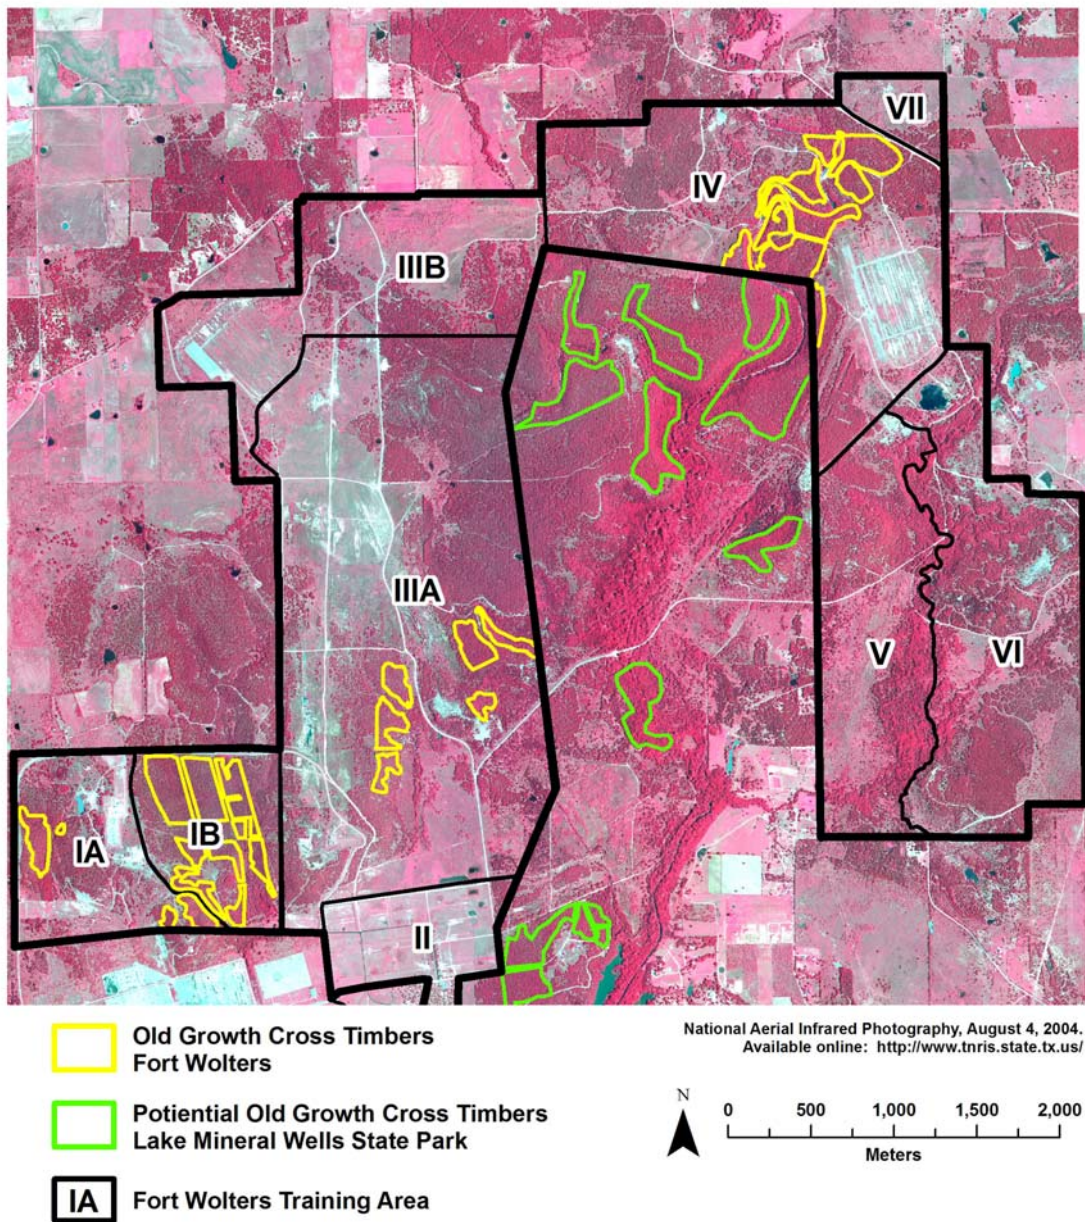 VII
IV
IIIB
IIIA
V
VI
IA
IB
II
Old Growth Cross Timbers
Fort Wolters
Potiential Old Growth Cross Timbers
Lake Mineral Wells State Park
IA
Fort Wolters Training Area
National Aerial Infrared Photography, August 4, 2004.
Available online: http://www.tnris.state.tx.us/
N
0 500 1,000 1,500 2,000
Meters